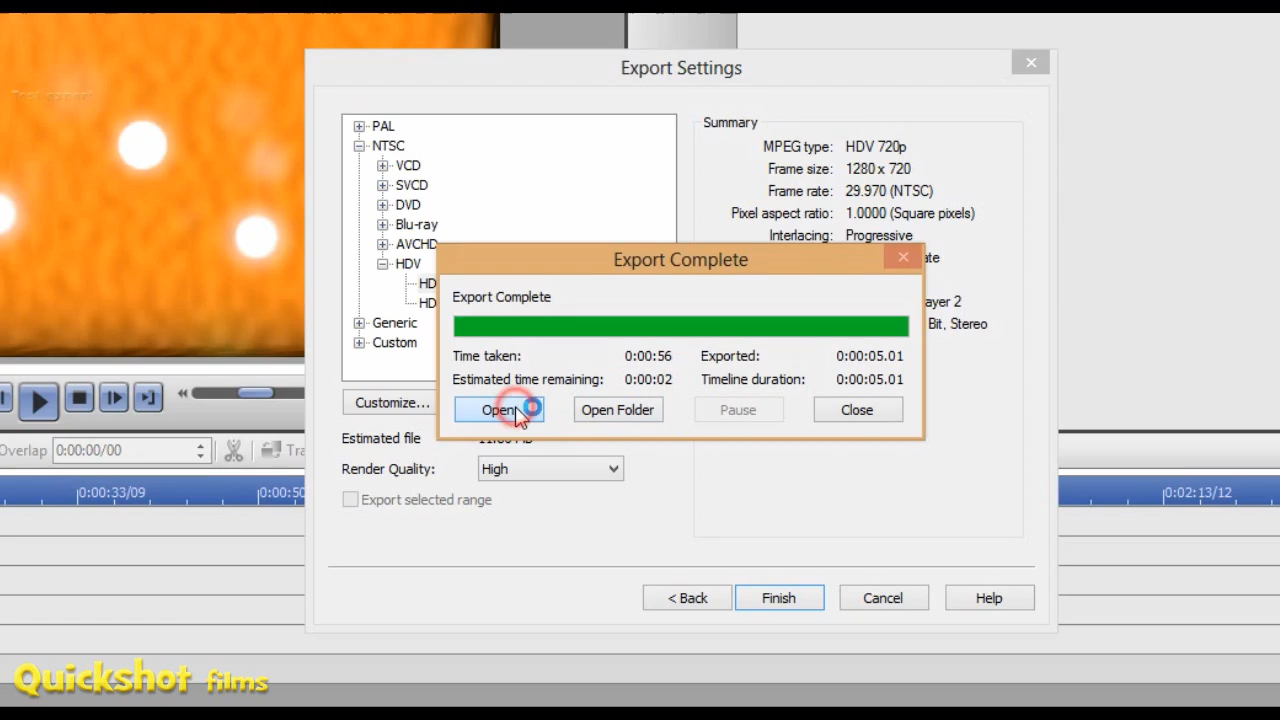 Export Settings
PAL
NTSC
VCD
SVCD
DVD
Blu-ray
AVCHD
HDV
HD
HD
Generic
Custom
Customize...
Summary
MPEG type: HDV 720p
Frame size: 1280 x 720
Frame rate: 29.970 (NTSC)
Pixel aspect ratio: 1.0000 (Square pixels)
Interlacing: Progressive
ate
ayer 2
Bit, Stereo
Export Complete
Export Complete
Time taken: 0:00:56 Exported: 0:00:05.01
Estimated time remaining: 0:00:02 Timeline duration: 0:00:05.01
Open Open Folder Pause Close
Estimated file
Render Quality: High
Export selected range
Overlap 0:00:00/00 Tra
0:00:33/09 0:00:50 0:02:13/12
< Back Finish Cancel Help
Quickshot films